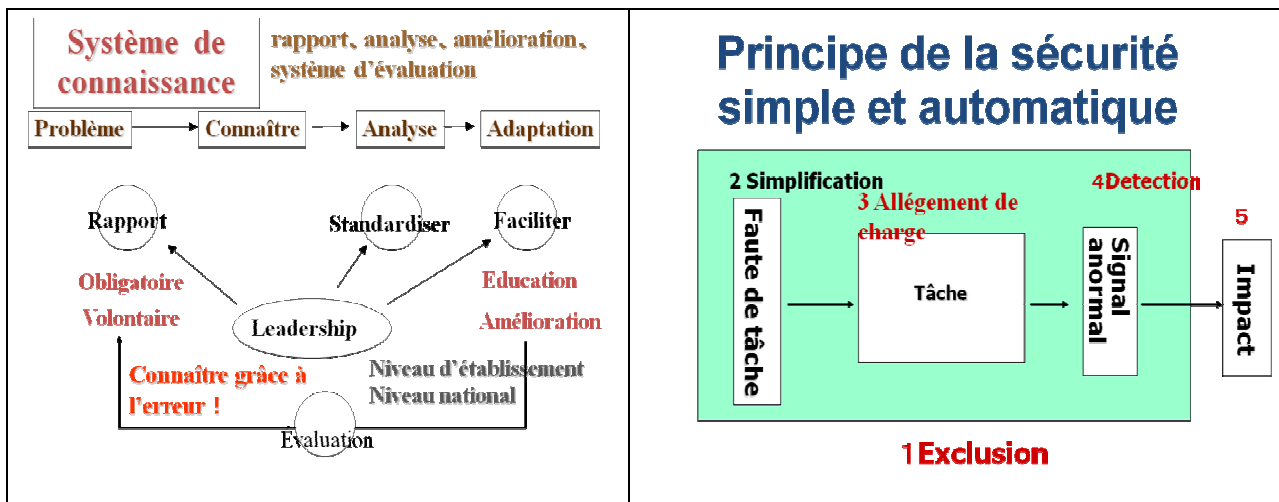 Système de
connaissance
rapport、analyse、amélioration、
système d'évaluation
Problème
Connaître
Analyse
Adaptation
Rapport
Standardiser
Faciliter
Obligatoire
Volontaire
Education
Amélioration
Leadership
Connaître grâce à
l'erreur !
Niveau d'établissement
Niveau national
Evaluation
Principe de la sécurité
simple et automatique
2 Simplification
4Detection
3 Allégement de
charge
5
Faute de tâche
Tâche
Signal
anormal
Impact
1Exclusion